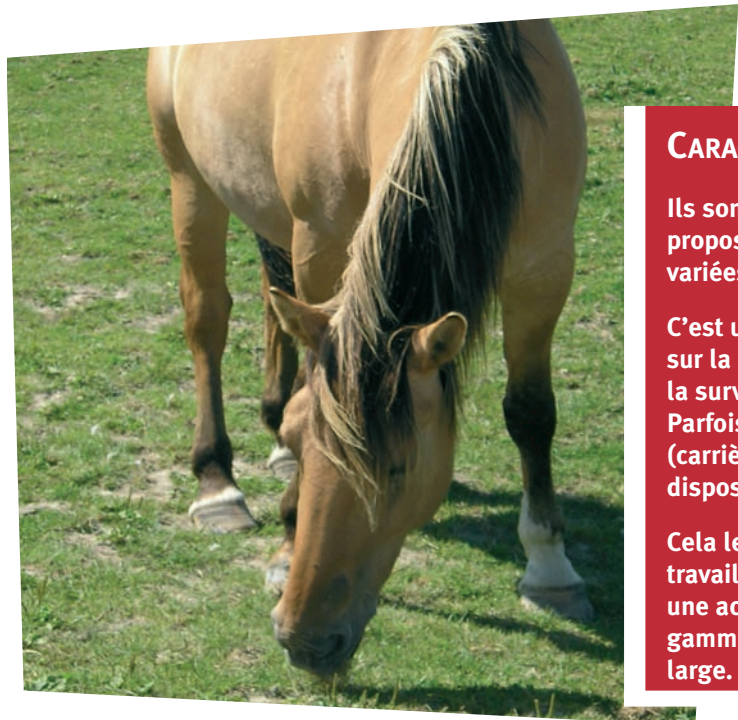 CARA
Ils son
propos
variées
C'est u
sur la
la surv
Parfois
(carriè
dispos
Cela le
travail
une ac
gamm
large.